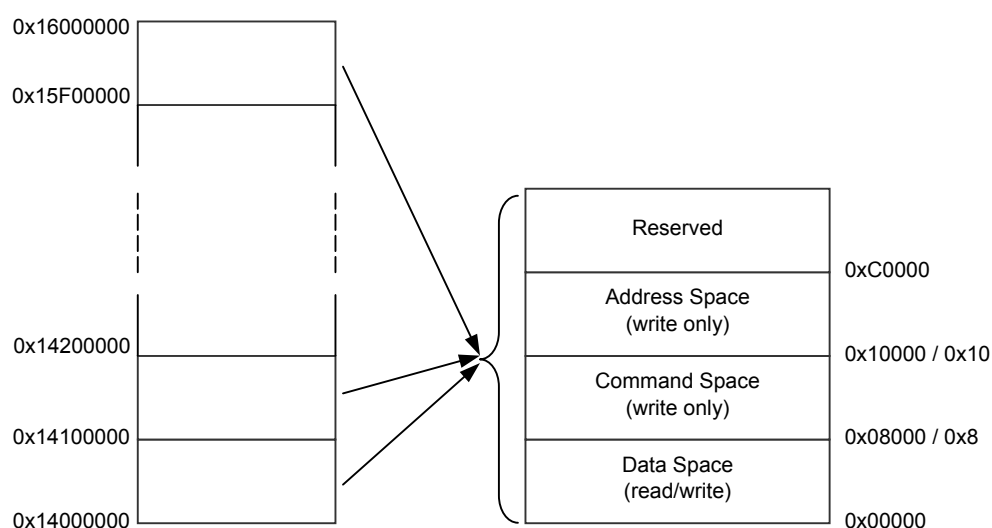 0x16000000
0x15F00000
0x14200000
0x14100000
0x14000000
Reserved
0xC0000
Address Space
(write only)
0x10000 / 0x10
Command Space
(write only)
0x08000 / 0x8
Data Space
(read/write)
0x00000